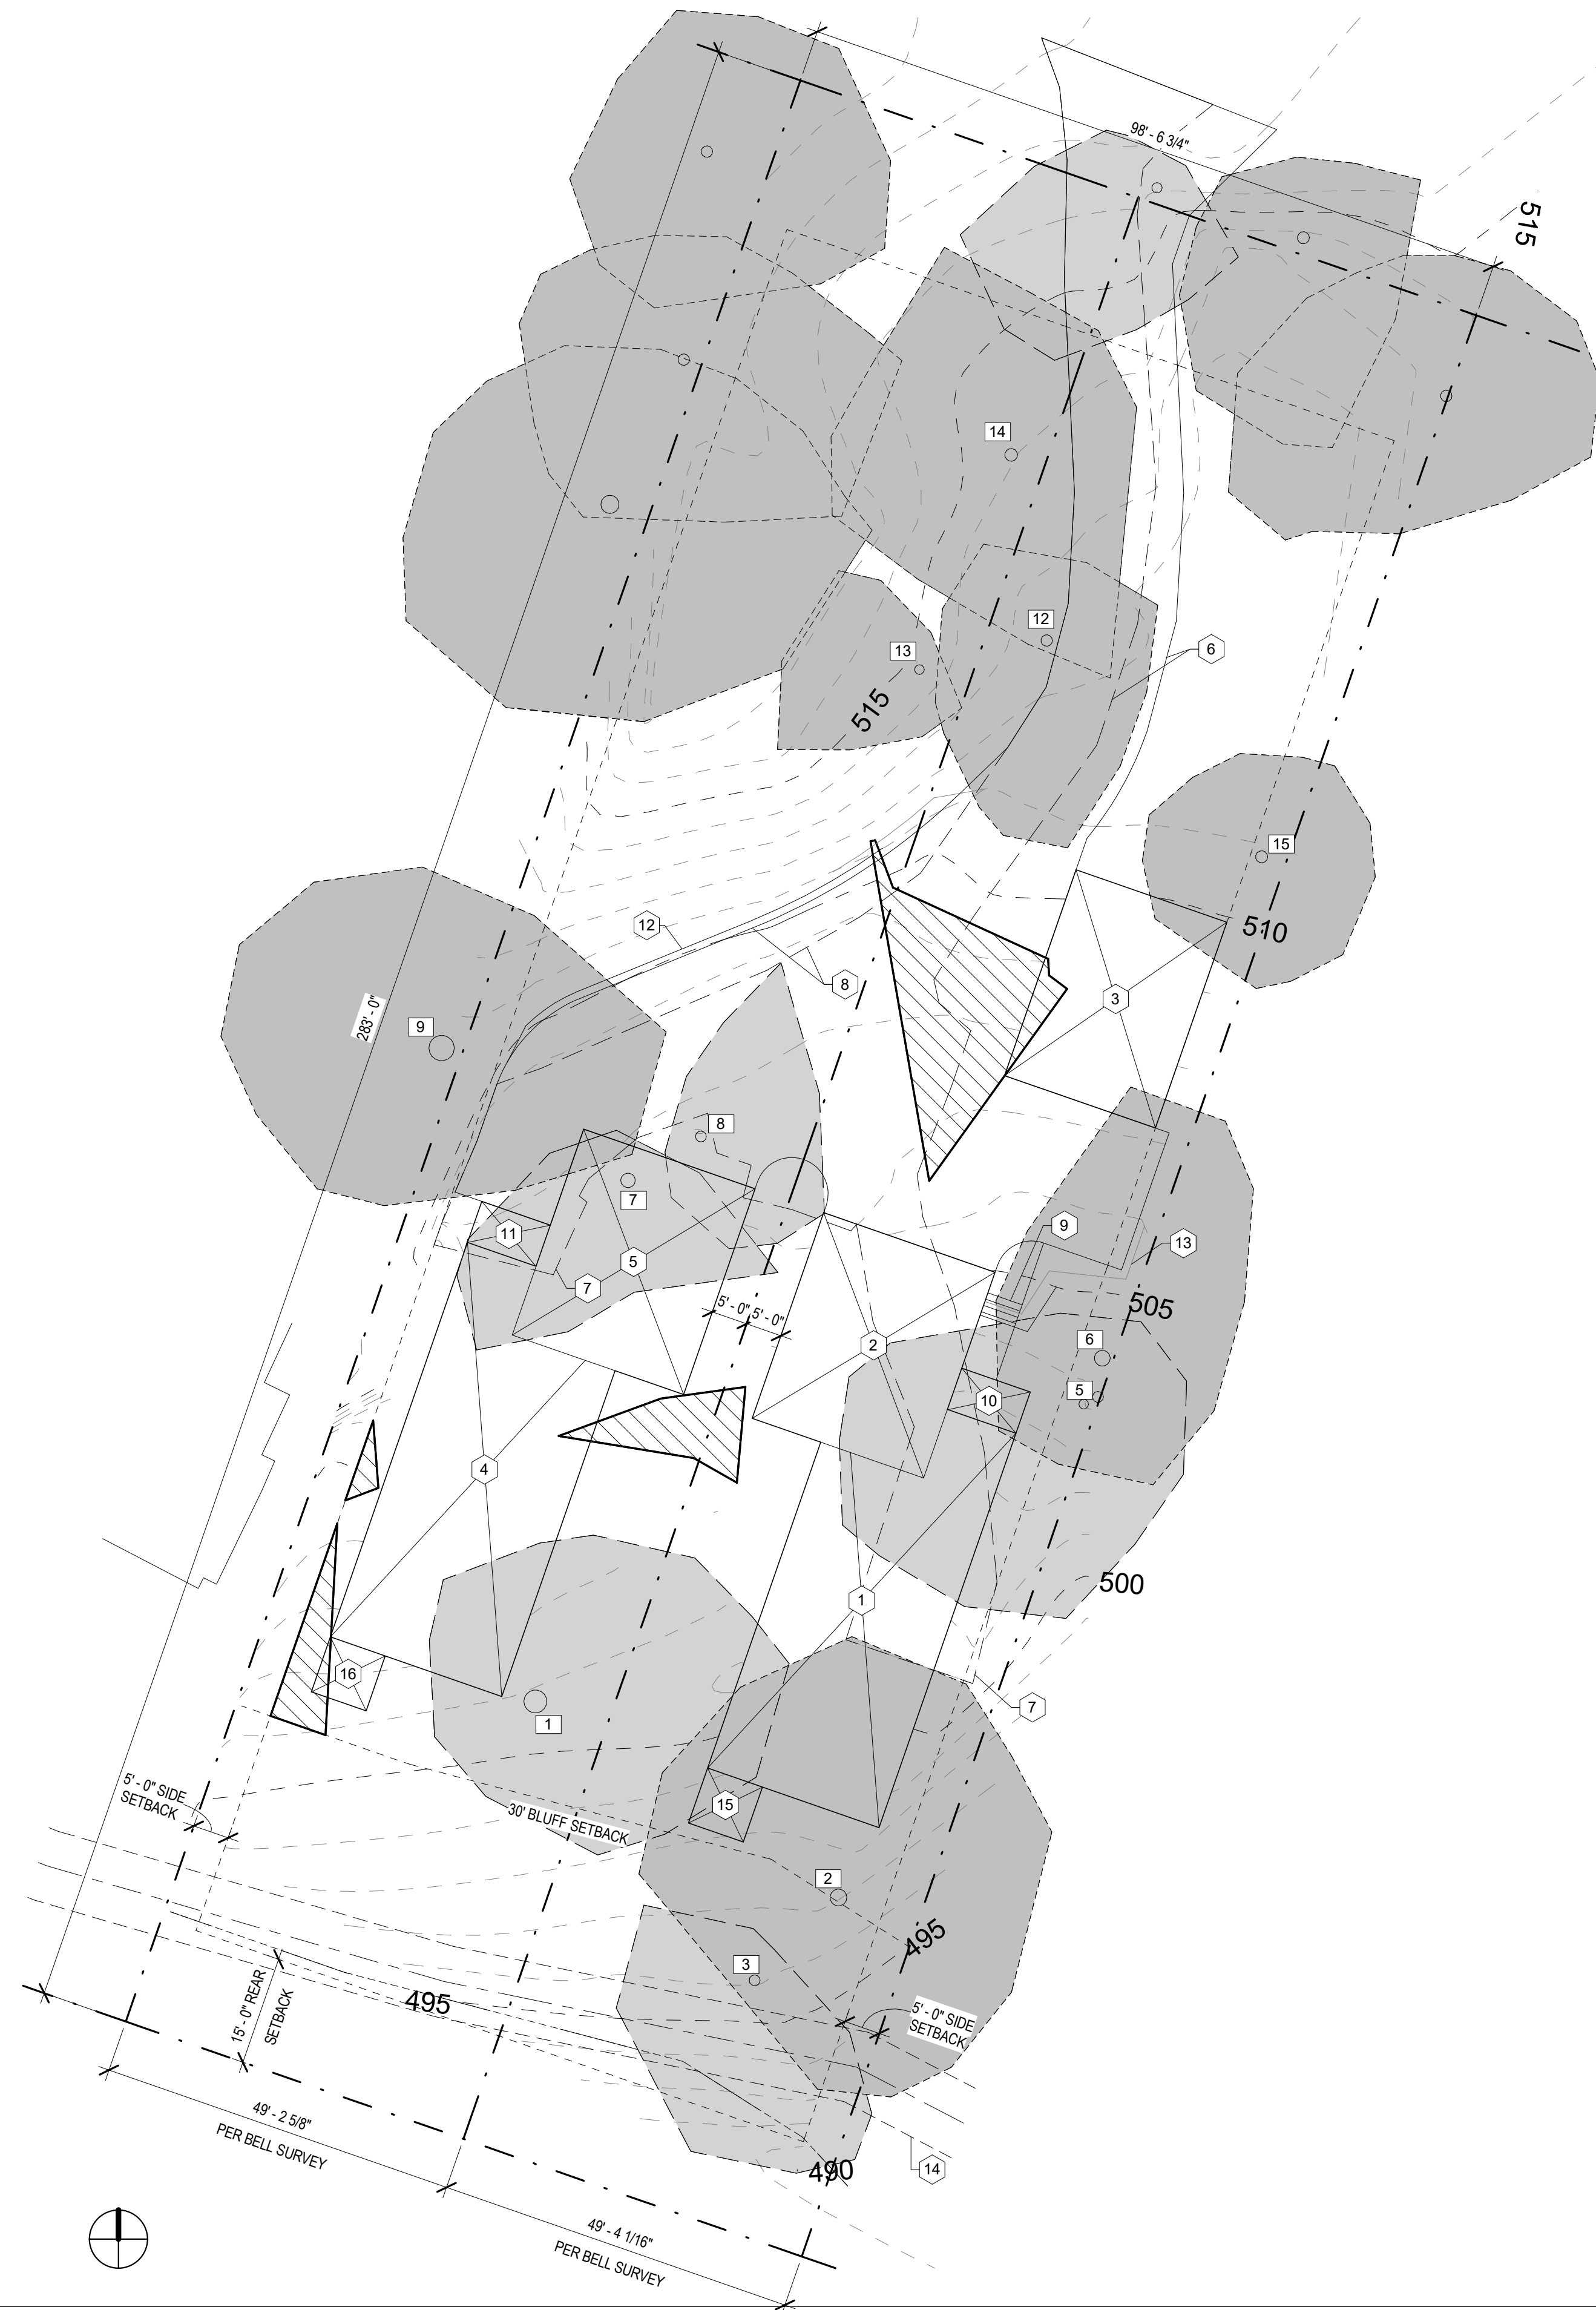 98' - 6 3/4"
515
14
12
13
6
515
15
510
12
8
3
9
283' - 0"
8
7
11
5
7
9
13
505
5' - 0"
5' - 0"
2
6
5
10
4
500
1
7
16
1
15
5' - 0" SIDE
SETBACK
30' BLUFF SETBACK
2
495
3
495
15' - 0" REAR
SETBACK
5' - 0" SIDE
SETBACK
49' - 2 5/8"
PER BELL SURVEY
490
14
49' - 4 1/16"
PER BELL SURVEY